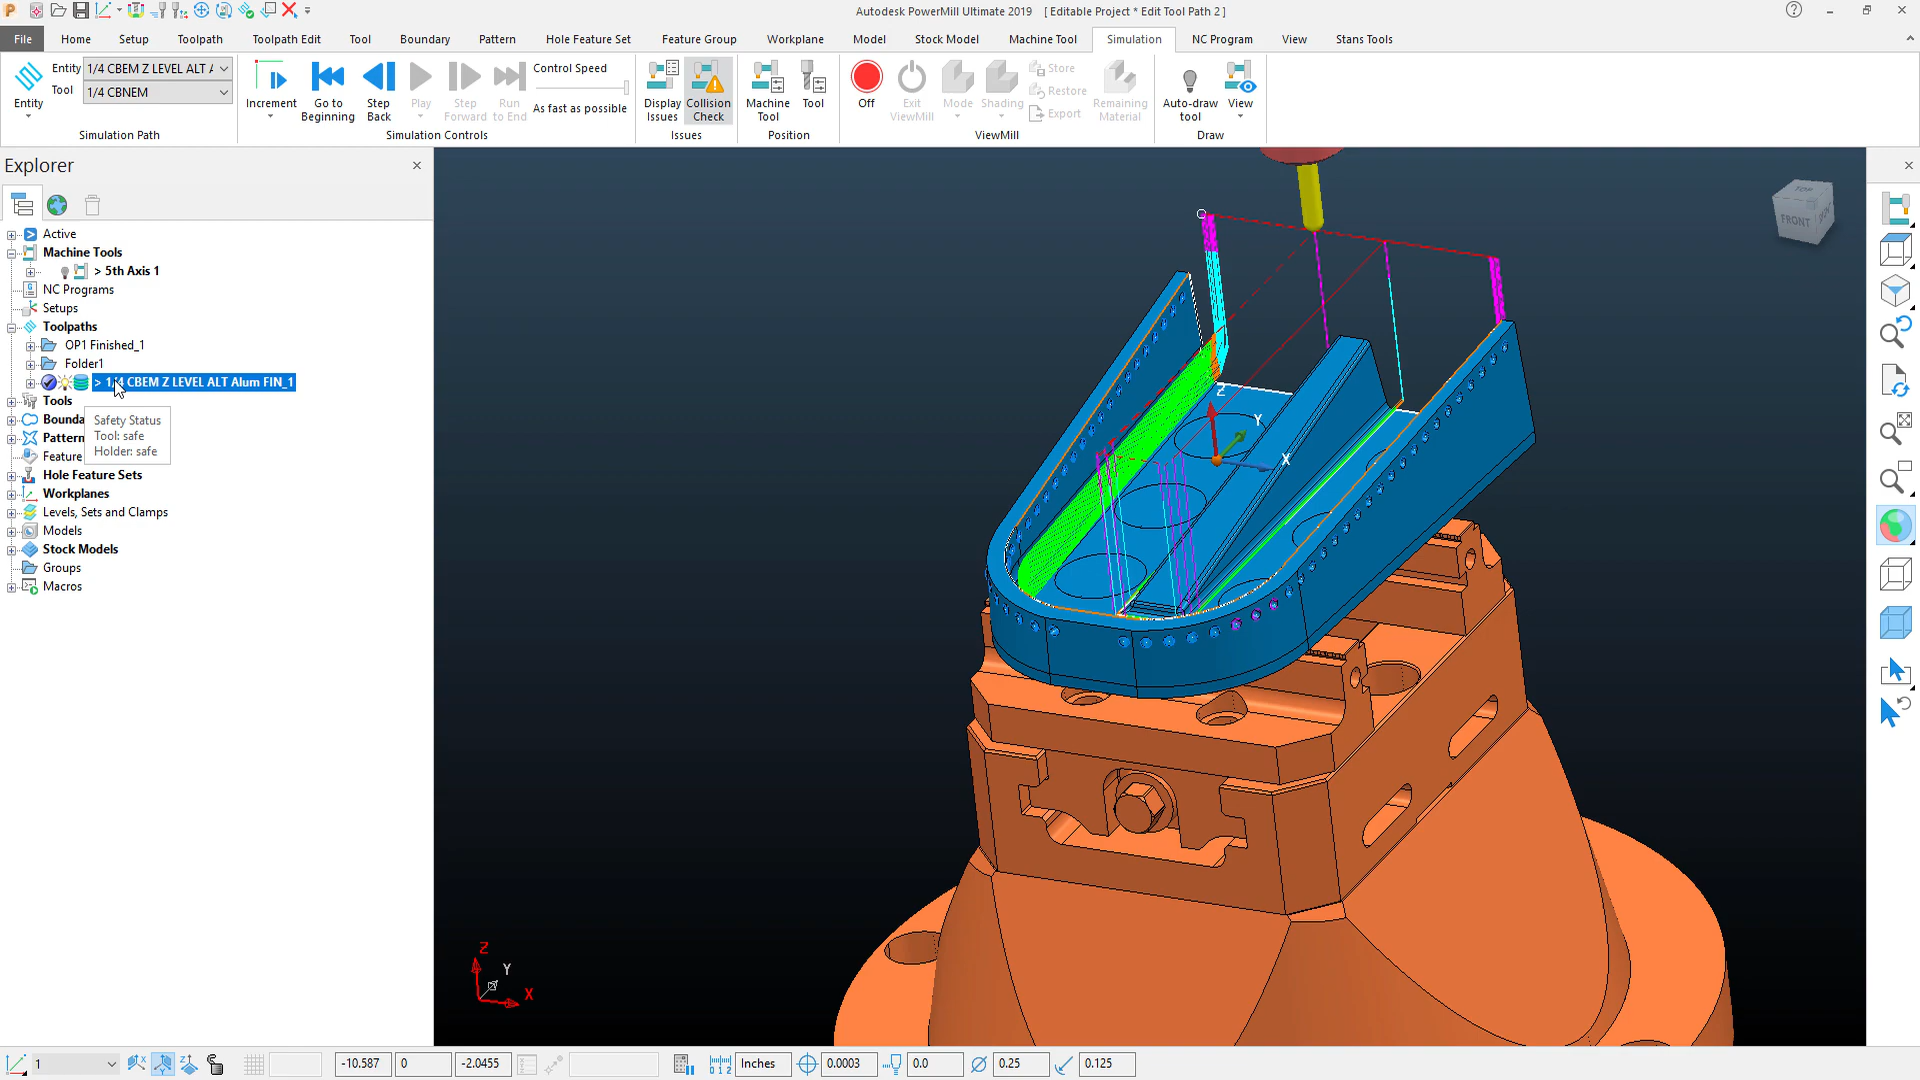 Autodesk PowerMill Ultimate 2019 [ Editable Project * Edit Tool Path 2 ]
File Home Setup Toolpath Toolpath Edit Tool Boundary Pattern Hole Feature Set Feature Group Workplane Model Stock Model Machine Tool Simulation NC Program View Stans Tools
Entity 1/4 CBEM Z LEVEL ALT A
Tool 1/4 CBNEM
Entity
Simulation Path
Increment
Go to Beginning
Step Back
Play
Step Forward
Run to End
Control Speed
As fast as possible
Simulation Controls
Display Issues
Collision Check
Issues
Machine Tool
Tool
Position
Off
Exit ViewMill
Mode
Shading
Store
Restore
Export
Remaining Material
ViewMill
Auto-draw tool
View
Draw
Explorer
Active
Machine Tools
> 5th Axis 1
NC Programs
Setups
Toolpaths
OP1 Finished_1
Folder1
> 1/4 CBEM Z LEVEL ALT Alum FIN_1
Tools
Bounda
Pattern
Feature
Hole Feature Sets
Workplanes
Levels, Sets and Clamps
Models
Stock Models
Groups
Macros
Safety Status
Tool: safe
Holder: safe
TOP
FRONT
Z
Y
X
Z
Y
X
1
-10.587
0
-2.0455
Inches
0.0003
0.0
0.25
0.125